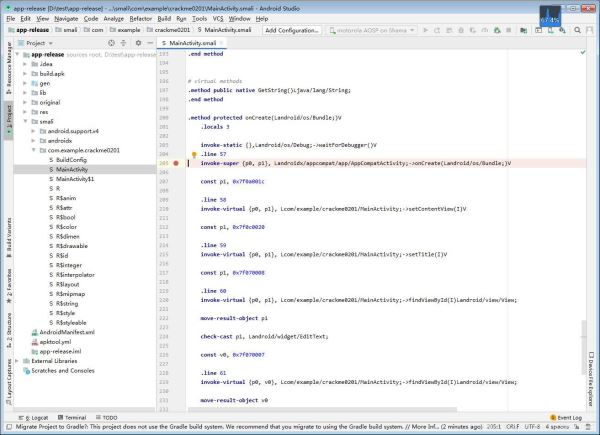 app-release [D:\test\app-release] - ...\smali\com\example\crackme0201\MainActivity.smali - Android Studio
File Edit View Navigate Code Analyze Refactor Build Run Tools VCS Window Help
67.4%
app-release smali com example crackme0201 MainActivity.smali
Add Configuration...
motorola AOSP on Shama
Project
MainActivity.smali
Resource Manager
1: Project
Build Variants
2: Favorites
Z: Structure
Layout Captures
Device File Explorer
app-release sources root, D:\test\app-release
.idea
build.apk
gen
lib
original
res
smali
android.support.v4
androidx
com.example.crackme0201
BuildConfig
MainActivity
MainActivity$1
R
R$anim
R$attr
R$bool
R$color
R$dimen
R$drawable
R$id
R$integer
R$interpolator
R$layout
R$mipmap
R$string
R$style
R$styleable
AndroidManifest.xml
apktool.yml
app-release.iml
External Libraries
Scratches and Consoles
193 .end method
194
195
196 # virtual methods
197 .method public native GetString()Ljava/lang/String;
198 .end method
199
200 .method protected onCreate(Landroid/os/Bundle;)V
201 .locals 3
202
203 invoke-static {},Landroid/os/Debug;->waitForDebugger()V
204 .line 57
205 invoke-super {p0, p1}, Landroidx/appcompat/app/AppCompatActivity;->onCreate(Landroid/os/Bundle;)V
206
207 const p1, 0x7f0a001c
208
209 .line 58
210 invoke-virtual {p0, p1}, Lcom/example/crackme0201/MainActivity;->setContentView(I)V
211
212 const p1, 0x7f0c0020
213
214 .line 59
215 invoke-virtual {p0, p1}, Lcom/example/crackme0201/MainActivity;->setTitle(I)V
216
217 const p1, 0x7f070008
218
219 .line 60
220 invoke-virtual {p0, p1}, Lcom/example/crackme0201/MainActivity;->findViewById(I)Landroid/view/View;
221
222 move-result-object p1
223
224 check-cast p1, Landroid/widget/EditText;
225
226 const v0, 0x7f070007
227
228 .line 61
229 invoke-virtual {p0, v0}, Lcom/example/crackme0201/MainActivity;->findViewById(I)Landroid/view/View;
230
231 move-result-object v0
6: Logcat Terminal TODO
Event Log
Migrate Project to Gradle?: This project does not use the Gradle build system. We recommend that you migrate to using the Gradle build system. // More Inf... (2 minutes ago)
205:1 CRLF UTF-8 4 spaces